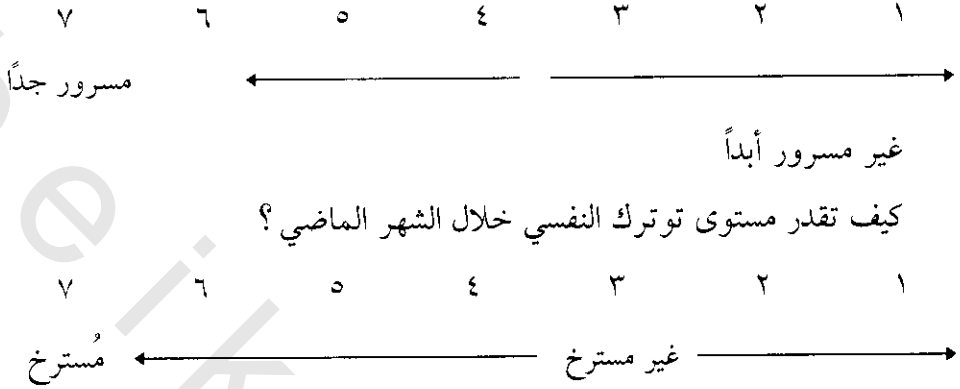 ١ ٢ ٣ ٤ ٥ ٦ ٧
مسرور جدًا
غير مسرور أبداً
كيف تقدر مستوى توترك النفسي خلال الشهر الماضي ؟
١ ٢ ٣ ٤ ٥ ٦ ٧
غير مسترخ مُسترخ